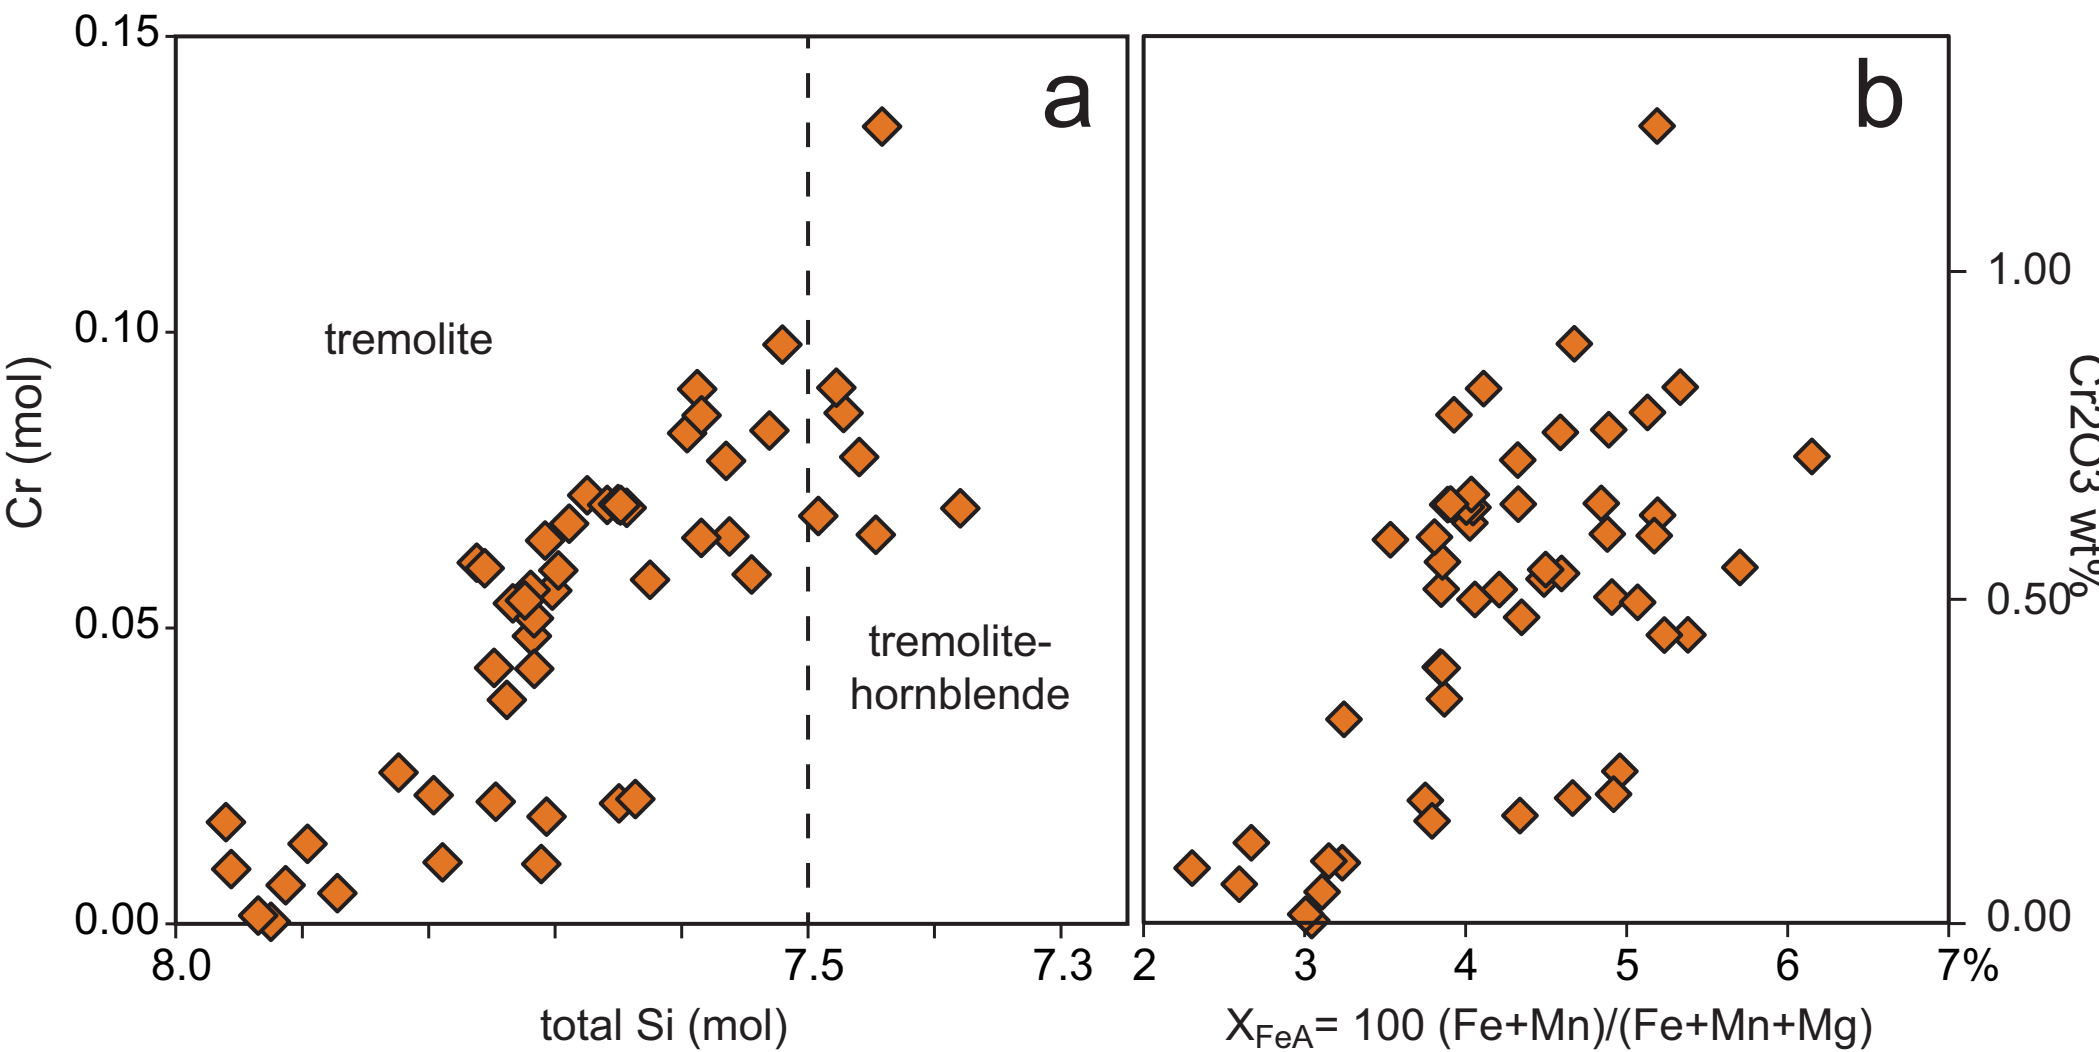 0.15
a
b
1.00
0.10
tremolite
Cr (mol)
Cr2O3 wt%
0.05
tremolite-
hornblende
0.50
0.00
0.00
8.0
7.5
7.3
2
3
4
5
6
7%
total Si (mol)
XFeA= 100 (Fe+Mn)/(Fe+Mn+Mg)